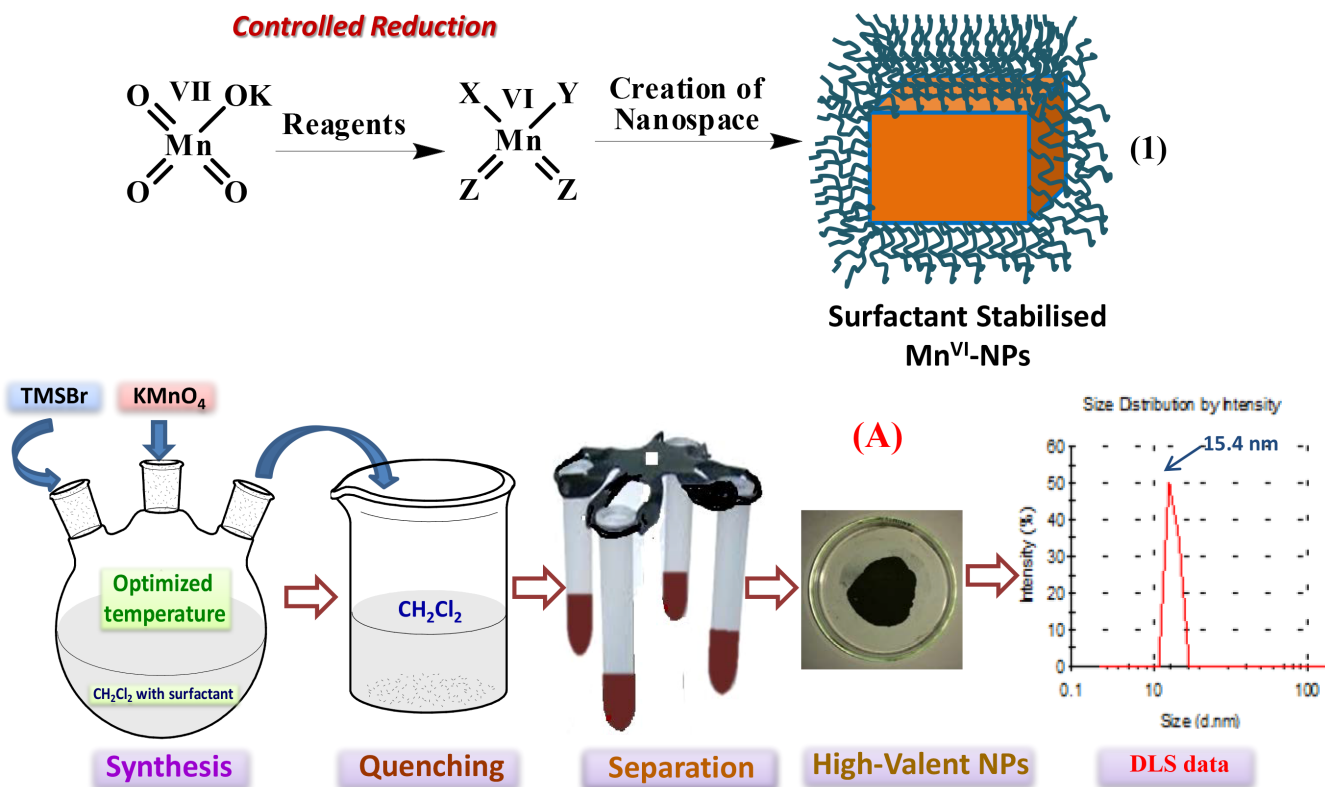 Controlled Reduction
O VII OK
Mn
O O
Reagents
X VI Y
Mn
Z Z
Creation of
Nanospace
(1)
Surfactant Stabilised
Mn^VI-NPs
TMSBr
KMnO₄
Optimized
temperature
CH₂Cl₂ with surfactant
CH₂Cl₂
(A)
Size Distribution by Intensity
15.4 nm
Intensity (%)
60
50
40
30
20
10
0
0.1 10 100
Size (d.nm)
Synthesis
Quenching
Separation
High-Valent NPs
DLS data